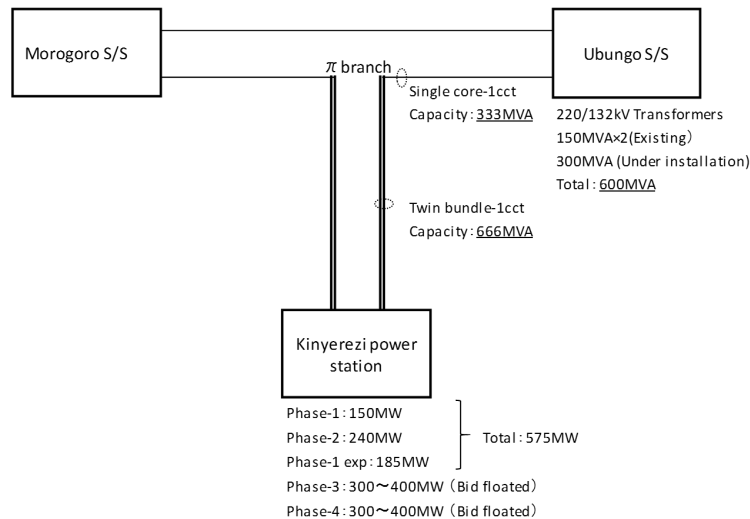 Morogoro S/S
Ubungo S/S
π branch
Single core-1cct
Capacity：333MVA
220/132kV Transformers
150MVA×2(Existing）
300MVA (Under installation)
Total：600MVA
Twin bundle-1cct
Capacity：666MVA
Kinyerezi power
station
Phase-1：150MW
Phase-2：240MW
Total：575MW
Phase-1 exp：185MW
Phase-3：300～400MW（Bid floated）
Phase-4：300～400MW（Bid floated）